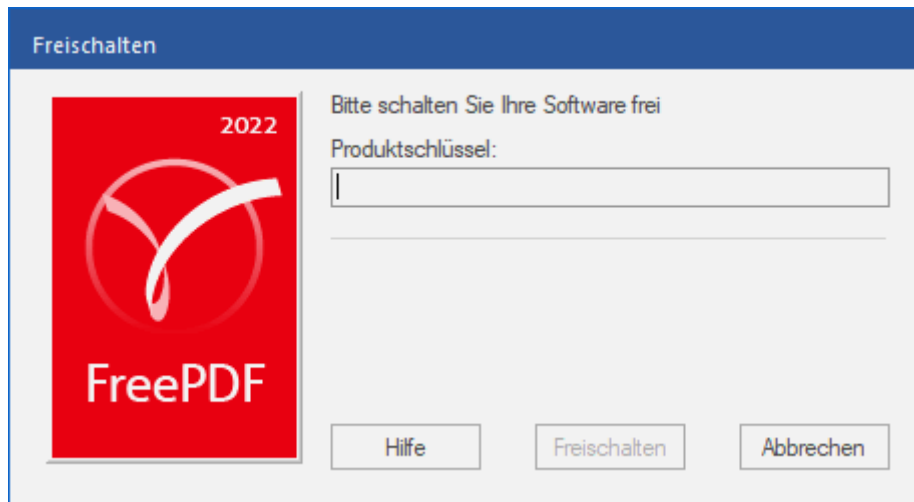 Freischalten
2022
FreePDF
Bitte schalten Sie Ihre Software frei
Produktschlüssel:
Hilfe
Freischalten
Abbrechen